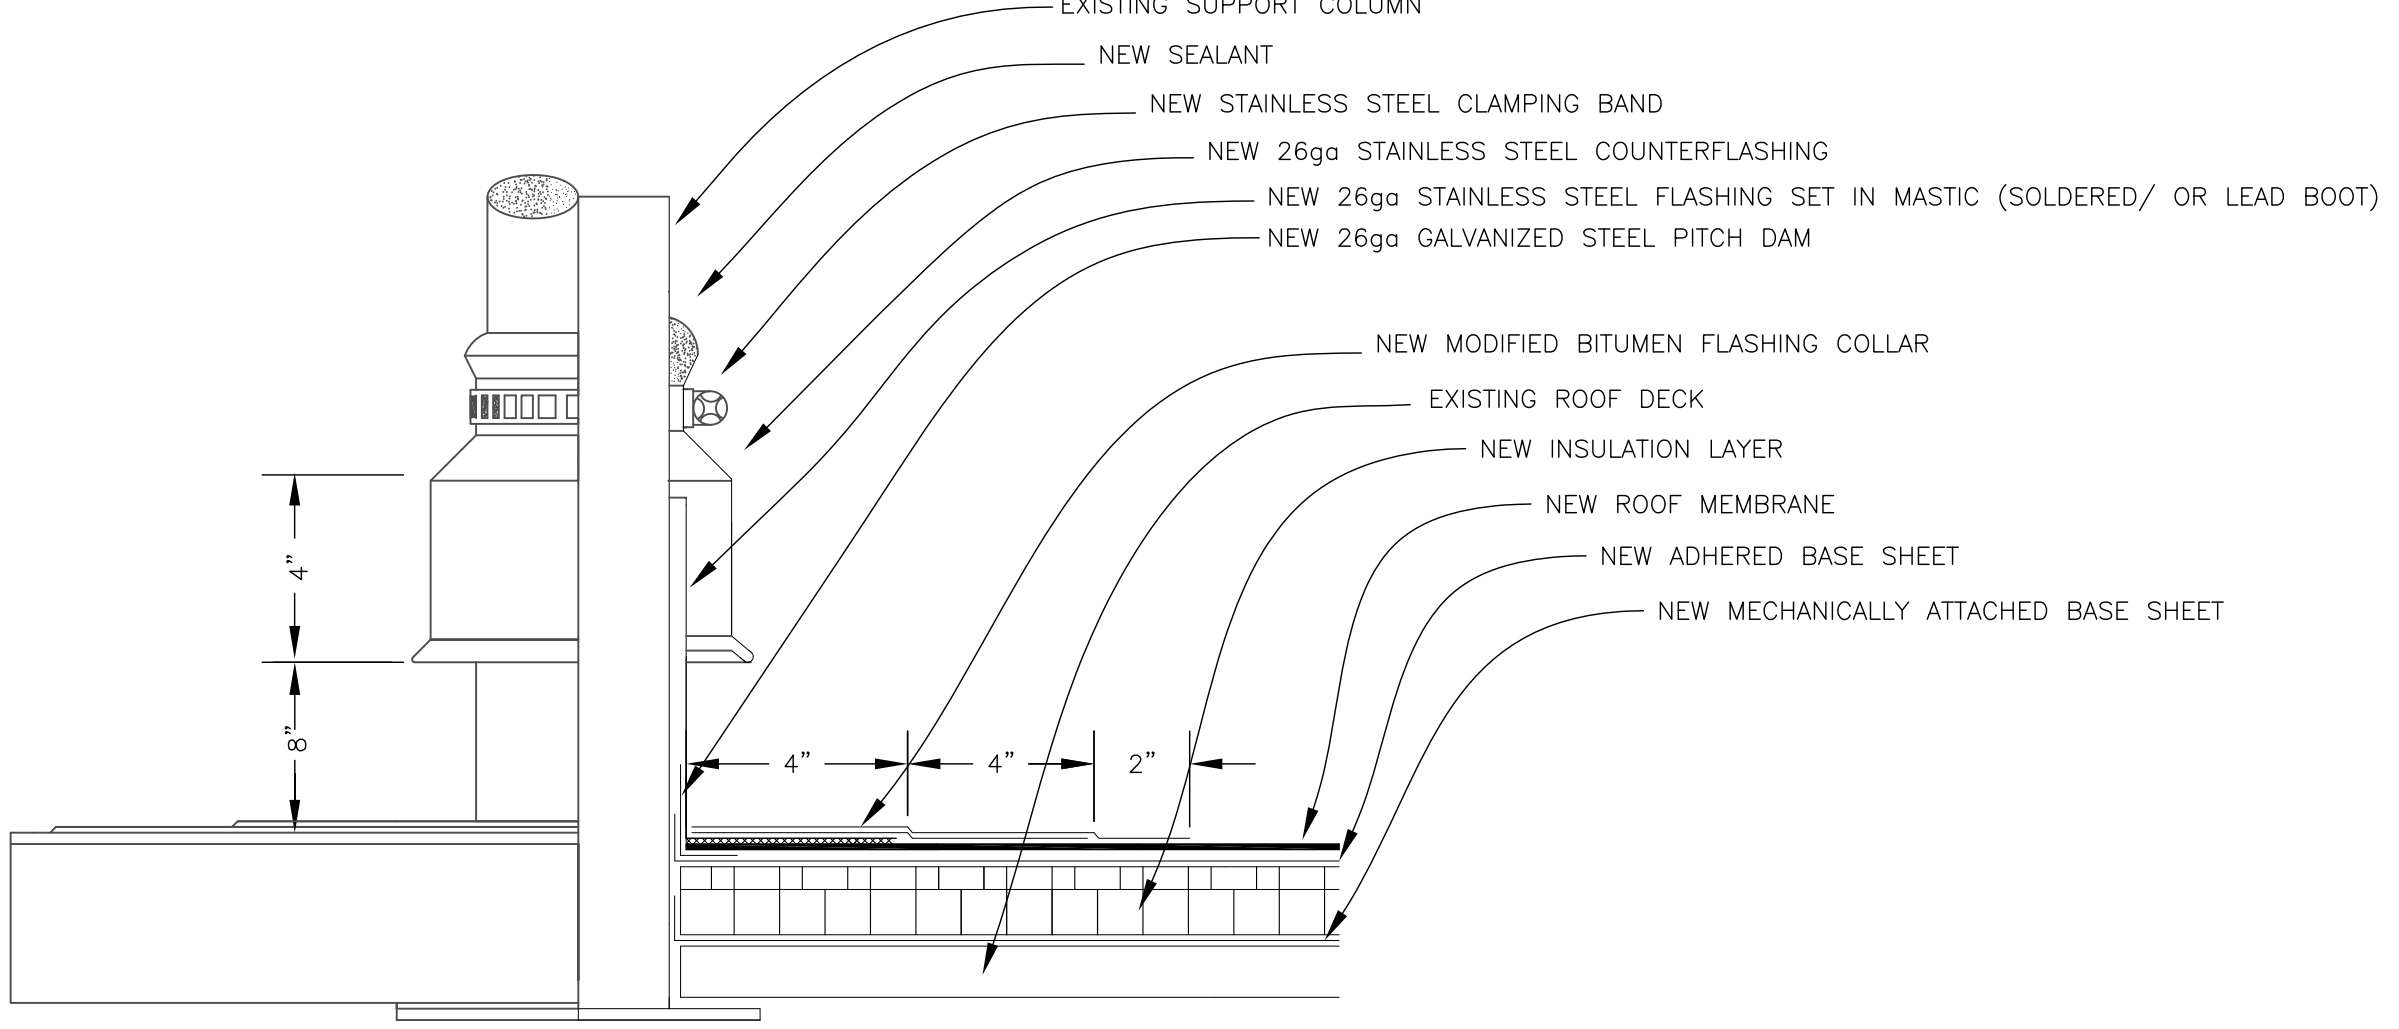 EXISTING SUPPORT COLUMN
NEW SEALANT
NEW STAINLESS STEEL CLAMPING BAND
NEW 26ga STAINLESS STEEL COUNTERFLASHING
NEW 26ga STAINLESS STEEL FLASHING SET IN MASTIC (SOLDERED/ OR LEAD BOOT)
NEW 26ga GALVANIZED STEEL PITCH DAM
NEW MODIFIED BITUMEN FLASHING COLLAR
EXISTING ROOF DECK
NEW INSULATION LAYER
NEW ROOF MEMBRANE
NEW ADHERED BASE SHEET
NEW MECHANICALLY ATTACHED BASE SHEET
4”
8”
4” 4” 2”